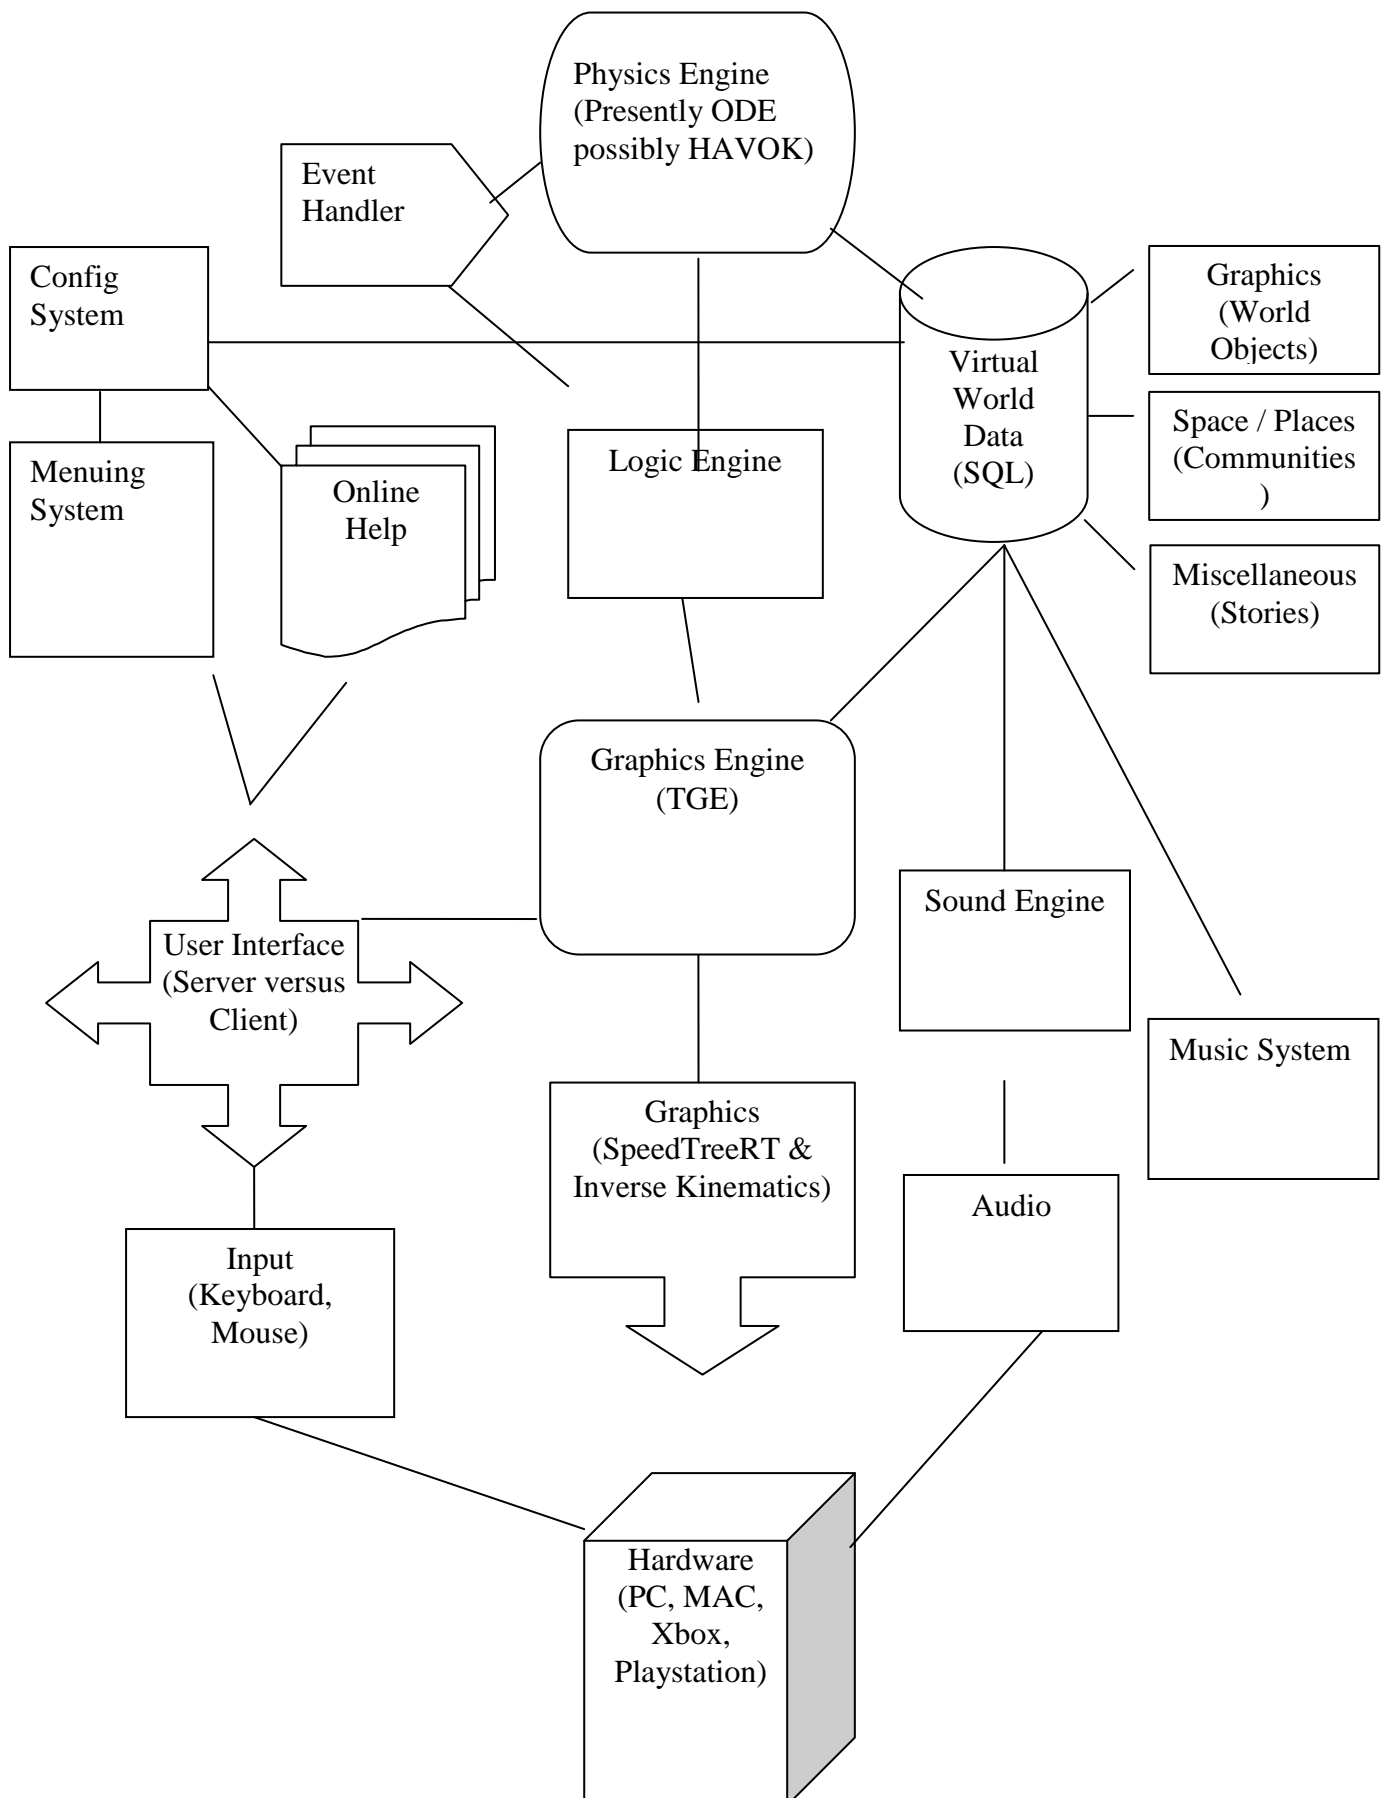 Physics Engine
(Presently ODE
possibly HAVOK)
Event
Handler
Config
System
Graphics
(World
Objects)
Virtual
World
Data
(SQL)
Space / Places
(Communities
)
Menuing
System
Online
Help
Logic Engine
Miscellaneous
(Stories)
Graphics Engine
(TGE)
Sound Engine
User Interface
(Server versus
Client)
Music System
Graphics
(SpeedTreeRT &
Inverse Kinematics)
Audio
Input
(Keyboard,
Mouse)
Hardware
(PC, MAC,
Xbox,
Playstation)